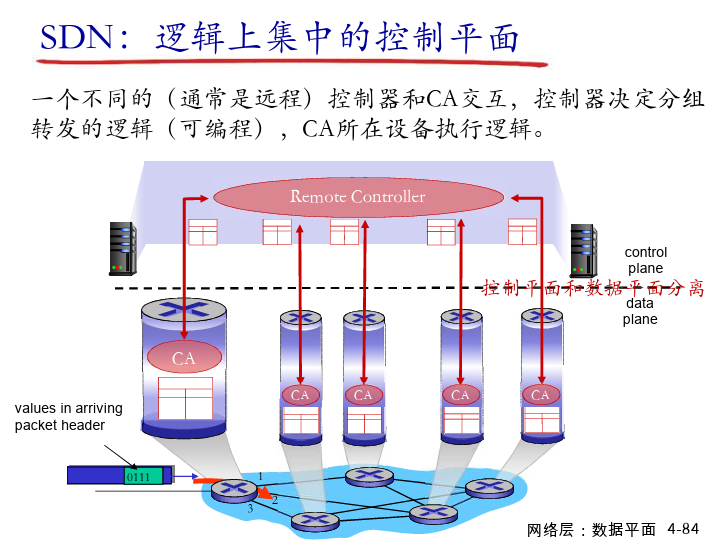 SDN：逻辑上集中的控制平面
一个不同的（通常是远程）控制器和CA交互，控制器决定分组
转发的逻辑（可编程），CA所在设备执行逻辑。
Remote Controller
control
plane
控制平面和数据平面分离
data
plane
CA
CA
CA
CA
CA
values in arriving
packet header
0111
1
2
3
网络层：数据平面 4-84